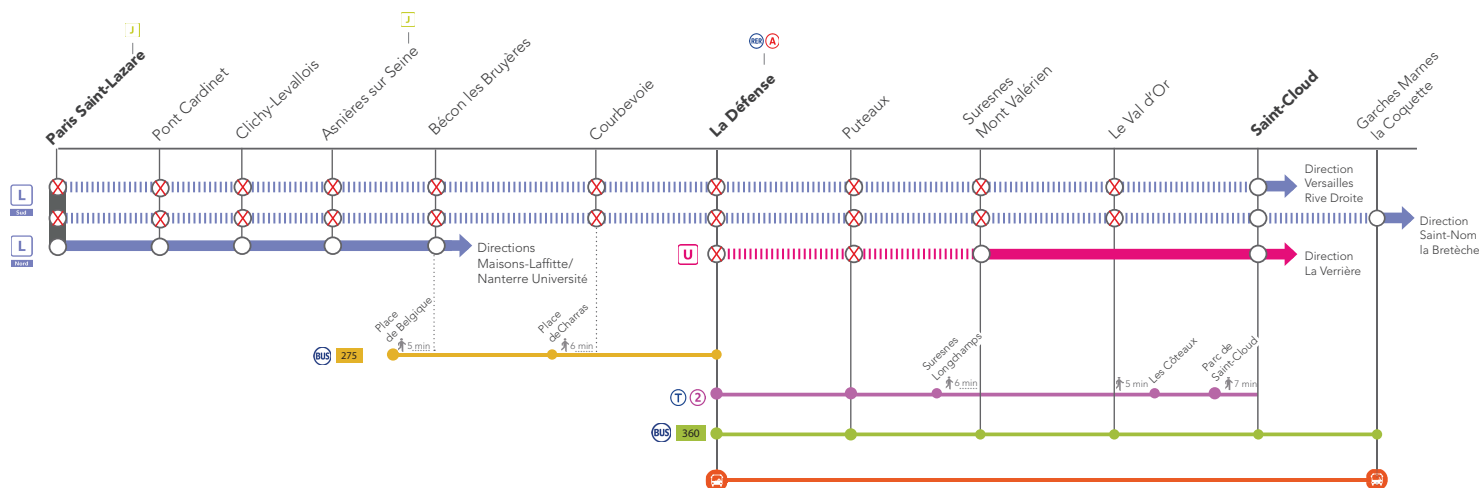 J
J
RER A
Paris Saint-Lazare
Pont Cardinet
Clichy-Levallois
Asnières sur Seine
Bécon les Bruyères
Courbevoie
La Défense
Puteaux
Suresnes
Mont Valérien
Le Val d'Or
Saint-Cloud
Garches Marnes
la Coquette
L
Sud
Direction
Versailles
Rive Droite
Direction
Saint-Nom
la Bretèche
L
Nord
Directions
Maisons-Laffitte/
Nanterre Université
U
Direction
La Verrière
BUS 275
Place
de Belgique
5 min
Place
deCharras
6 min
T 2
Suresnes
Longchamps
6 min
5 min
Les Côteaux
Parc de
Saint-Cloud
7 min
BUS 360